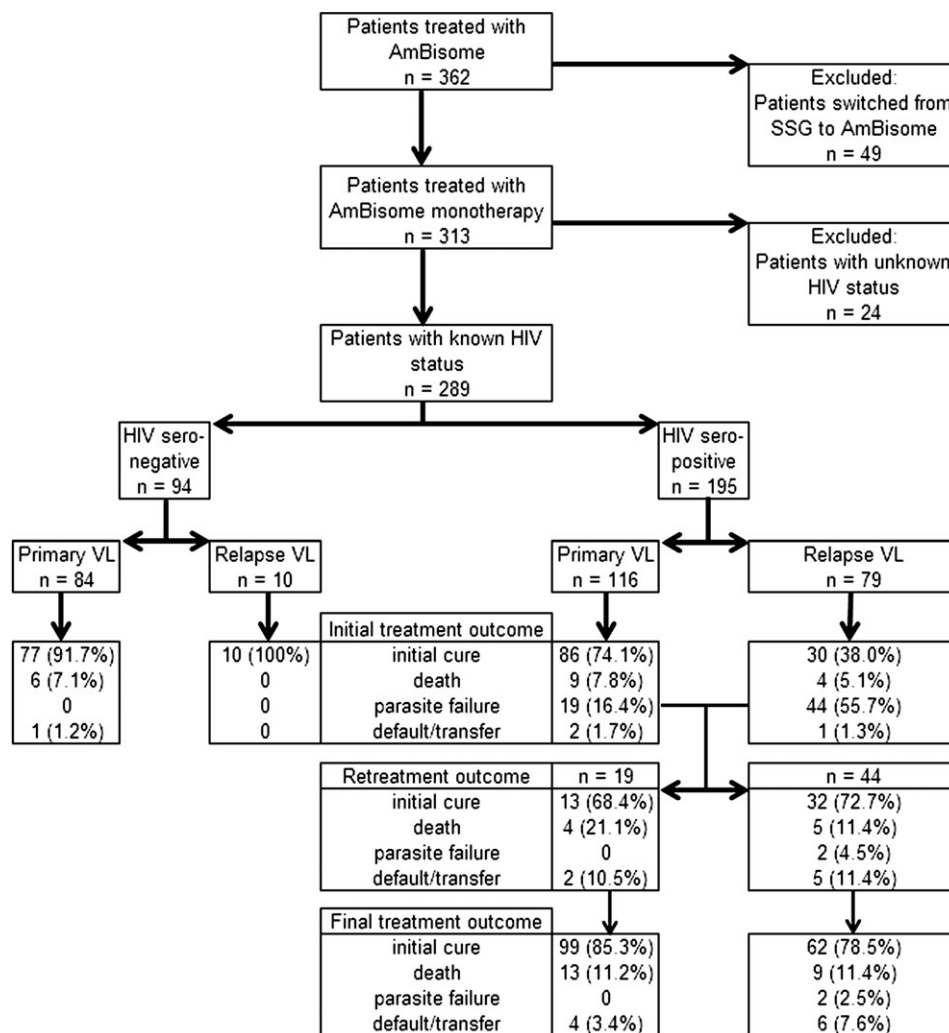 Patients treated with
AmBisome
n = 362
Excluded:
Patients switched from
SSG to AmBisome
n = 49
Patients treated with
AmBisome monotherapy
n = 313
Excluded:
Patients with unknown
HIV status
n = 24
Patients with known HIV
status
n = 289
HIV sero-
negative
n = 94
HIV sero-
positive
n = 195
Primary VL
n = 84
Relapse VL
n = 10
Primary VL
n = 116
Relapse VL
n = 79
Initial treatment outcome
77 (91.7%) 10 (100%) initial cure 86 (74.1%) 30 (38.0%)
6 (7.1%) 0 death 9 (7.8%) 4 (5.1%)
0 0 parasite failure 19 (16.4%) 44 (55.7%)
1 (1.2%) 0 default/transfer 2 (1.7%) 1 (1.3%)
Retreatment outcome n = 19 n = 44
initial cure 13 (68.4%) 32 (72.7%)
death 4 (21.1%) 5 (11.4%)
parasite failure 0 2 (4.5%)
default/transfer 2 (10.5%) 5 (11.4%)
Final treatment outcome
initial cure 99 (85.3%) 62 (78.5%)
death 13 (11.2%) 9 (11.4%)
parasite failure 0 2 (2.5%)
default/transfer 4 (3.4%) 6 (7.6%)